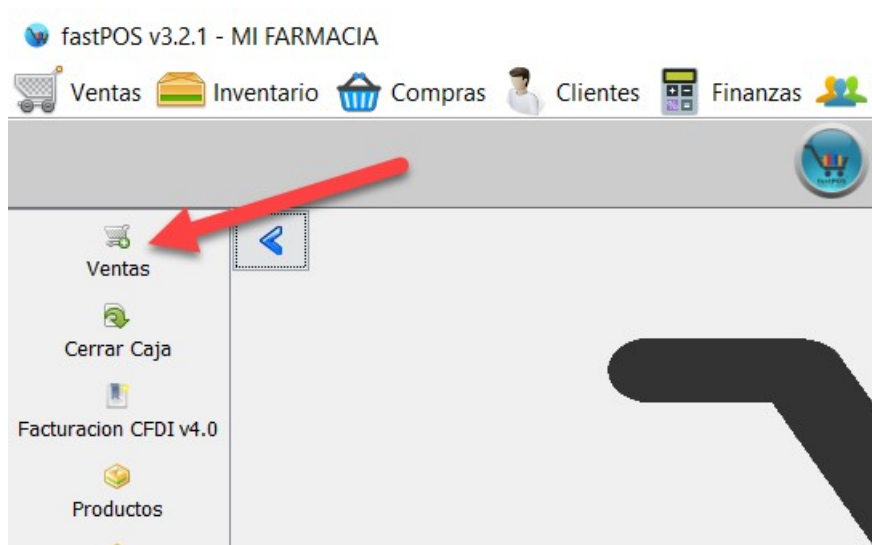 fastPOS v3.2.1 - MI FARMACIA
Ventas Inventario Compras Clientes Finanzas
fastPOS
Ventas
Cerrar Caja
Facturacion CFDI v4.0
Productos